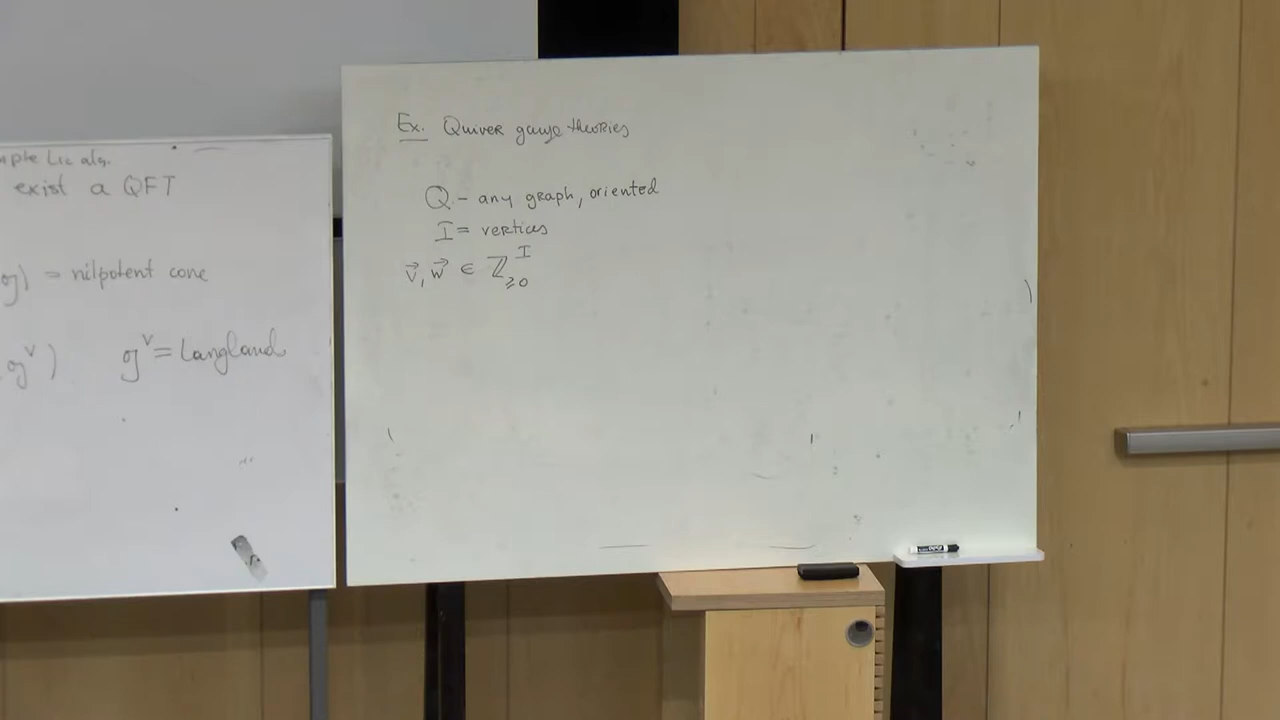 ple Lie alg.
exist a QFT
g) = nilpotent cone
g^∨) g^∨ = Langland
Ex. Quiver gauge theories
Q - any graph, oriented
I = vertices
v⃗, w⃗ ∈ ℤ^I_≥0